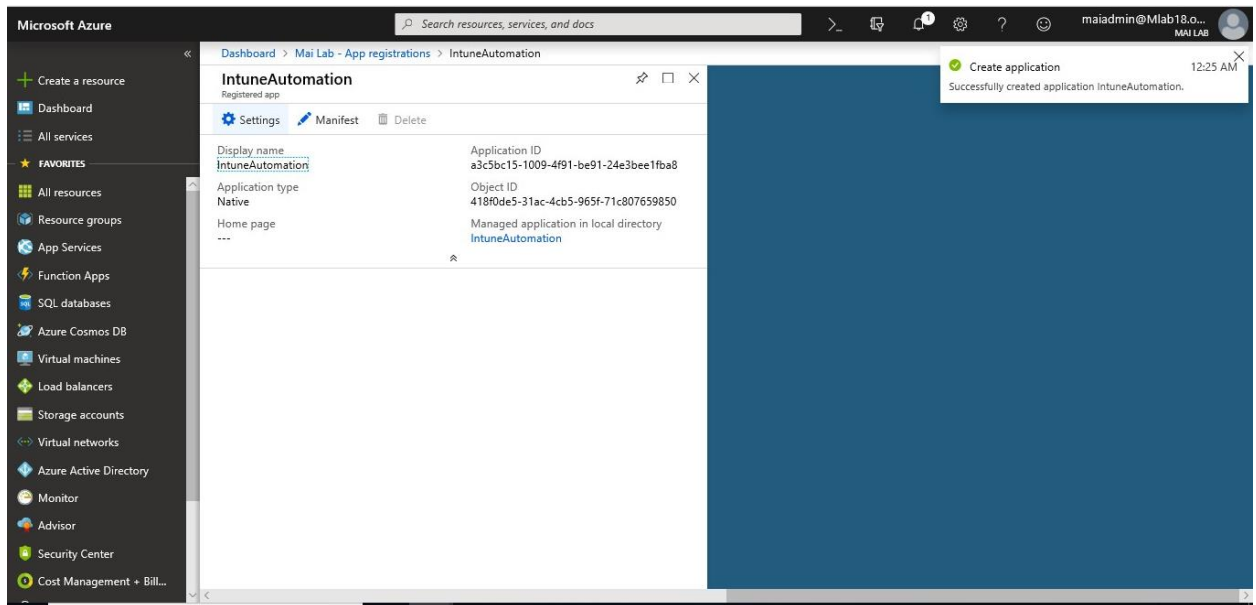 Microsoft Azure
Search resources, services, and docs
1
maiadmin@Mlab18.o...
MAI LAB
Create a resource
Dashboard
All services
FAVORITES
All resources
Resource groups
App Services
Function Apps
SQL databases
Azure Cosmos DB
Virtual machines
Load balancers
Storage accounts
Virtual networks
Azure Active Directory
Monitor
Advisor
Security Center
Cost Management + Bill...
Dashboard > Mai Lab - App registrations > IntuneAutomation
IntuneAutomation
Registered app
Settings Manifest Delete
Display name
IntuneAutomation
Application type
Native
Home page
---
Application ID
a3c5bc15-1009-4f91-be91-24e3bee1fba8
Object ID
418f0de5-31ac-4cb5-965f-71c807659850
Managed application in local directory
IntuneAutomation
Create application 12:25 AM
Successfully created application IntuneAutomation.